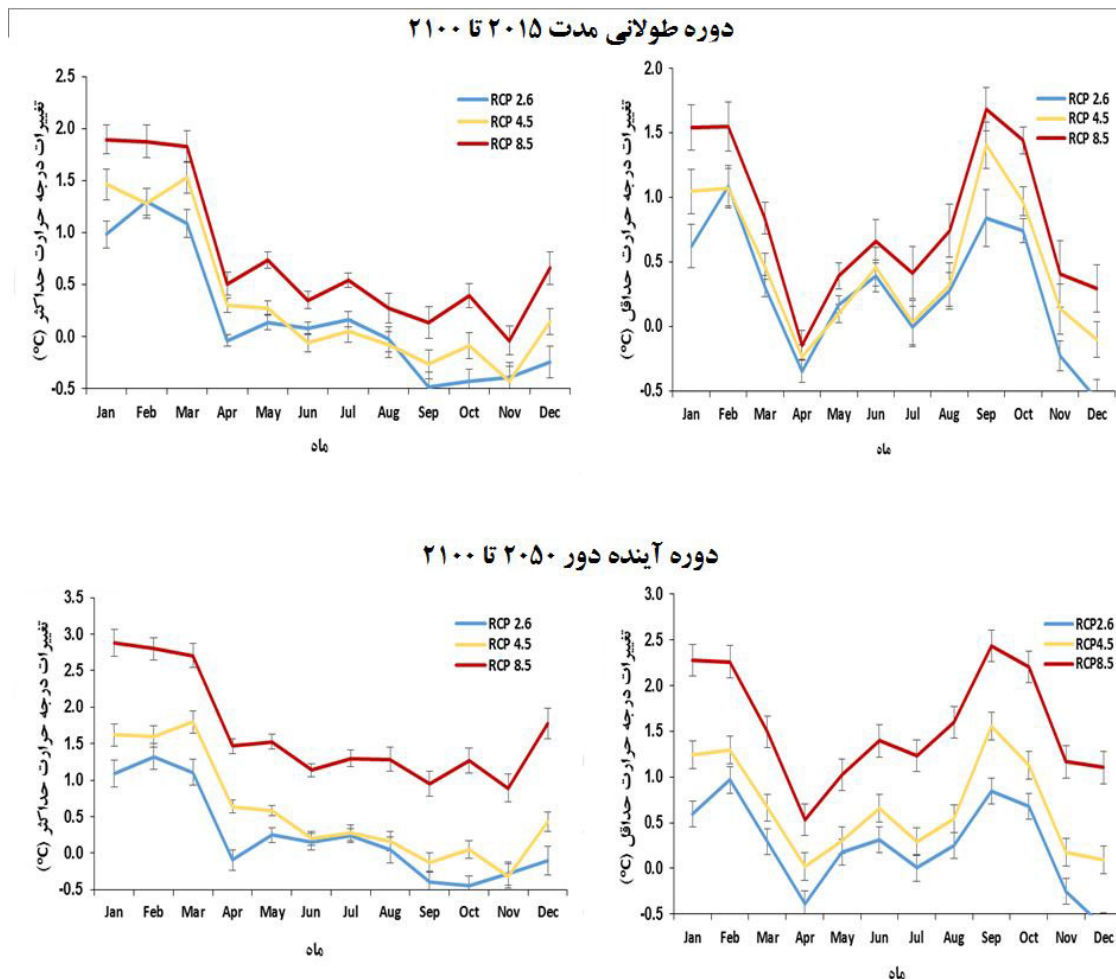 دوره طولانی مدت ۲۰۱۵ تا ۲۱۰۰
تغییرات درجه حرارت حداکثر (°C)
2.5
2.0
1.5
1.0
0.5
0.0
-0.5
RCP 2.6
RCP 4.5
RCP 8.5
Jan Feb Mar Apr May Jun Jul Aug Sep Oct Nov Dec
ماه
تغییرات درجه حرارت حداقل (°C)
2.0
1.5
1.0
0.5
0.0
-0.5
RCP 2.6
RCP 4.5
RCP 8.5
Jan Feb Mar Apr May Jun Jul Aug Sep Oct Nov Dec
ماه
دوره آینده دور ۲۰۵۰ تا ۲۱۰۰
تغییرات درجه حرارت حداکثر (°C)
3.5
3.0
2.5
2.0
1.5
1.0
0.5
0.0
-0.5
RCP 2.6
RCP 4.5
RCP 8.5
Jan Feb Mar Apr May Jun Jul Aug Sep Oct Nov Dec
ماه
تغییرات درجه حرارت حداقل (°C)
3.0
2.5
2.0
1.5
1.0
0.5
0.0
-0.5
RCP2.6
RCP4.5
RCP8.5
Jan Feb Mar Apr May Jun Jul Aug Sep Oct Nov Dec
ماه